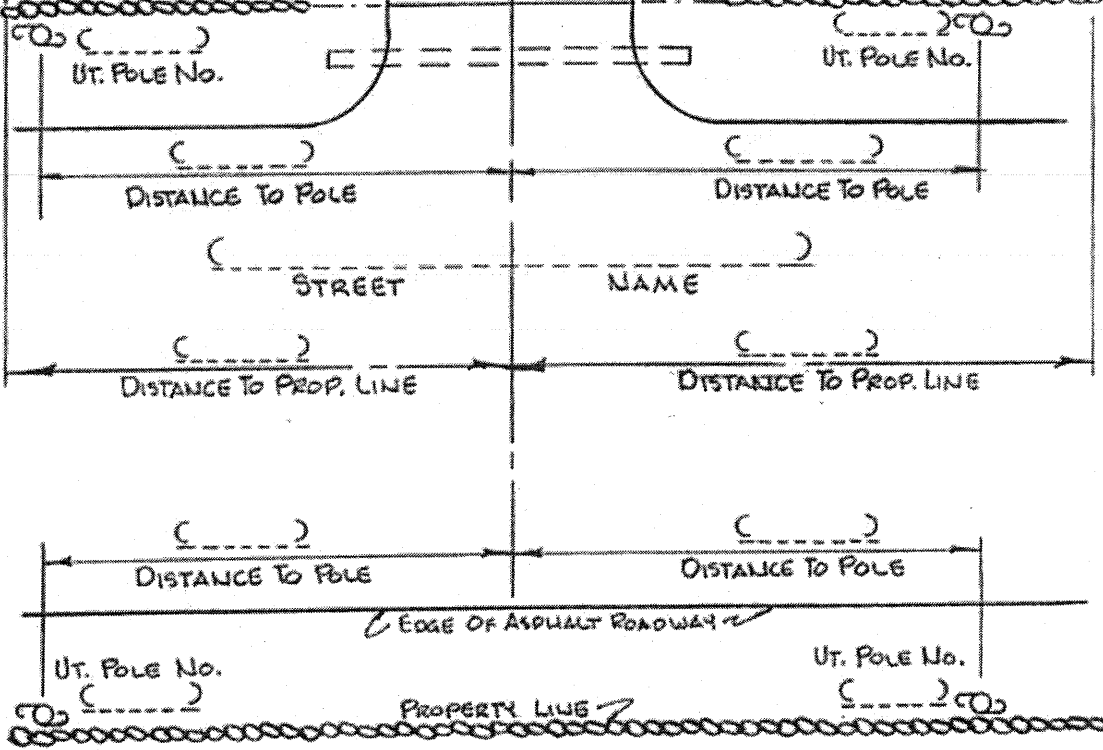 UT. POLE NO.
UT. POLE NO.
DISTANCE TO POLE
DISTANCE TO POLE
STREET NAME
DISTANCE TO PROP. LINE
DISTANCE TO PROP. LINE
DISTANCE TO POLE
DISTANCE TO POLE
EDGE OF ASPHALT ROADWAY
UT. POLE NO.
UT. POLE NO.
PROPERTY LINE